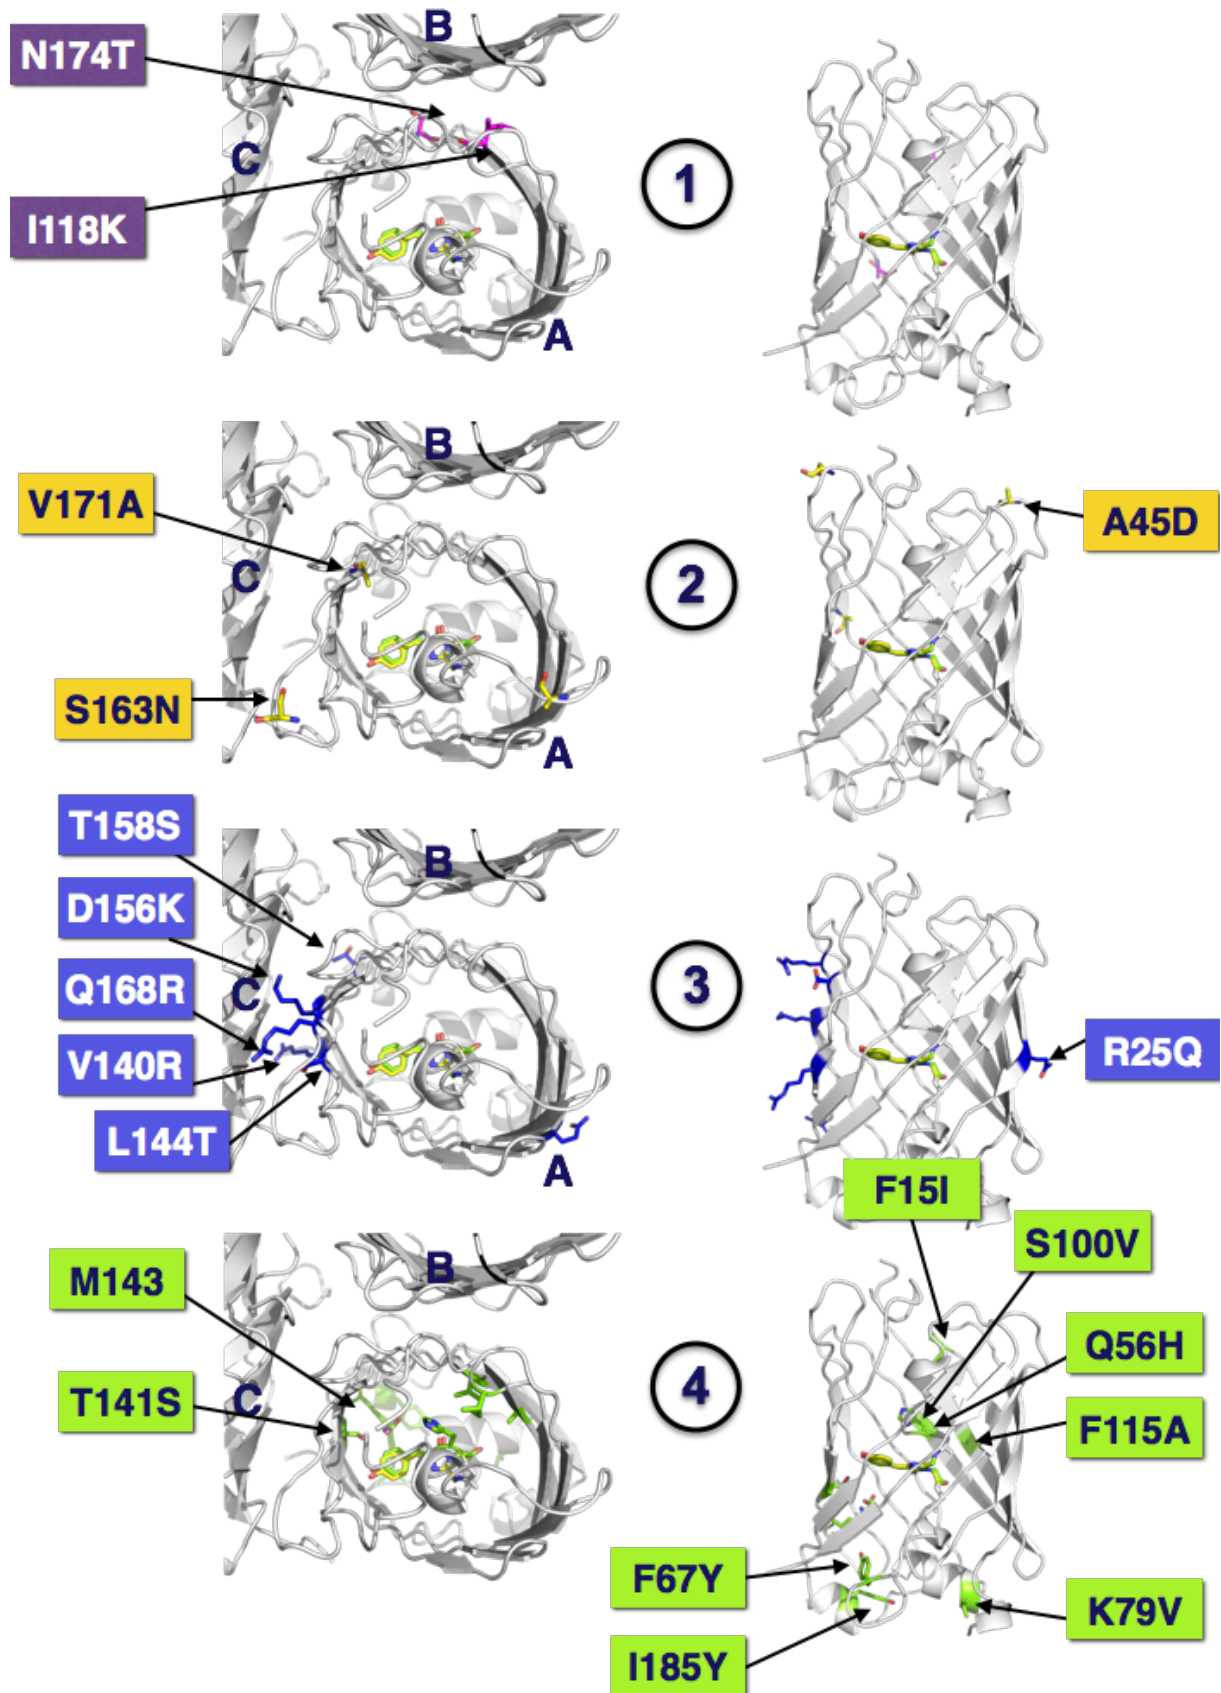 B
N174T
C
1
I118K
A
B
V171A
A45D
C
2
S163N
A
T158S
B
D156K
C
3
Q168R
V140R
R25Q
L144T
A
F15I
S100V
B
M143
Q56H
4
T141S
C
F115A
F67Y
K79V
I185Y